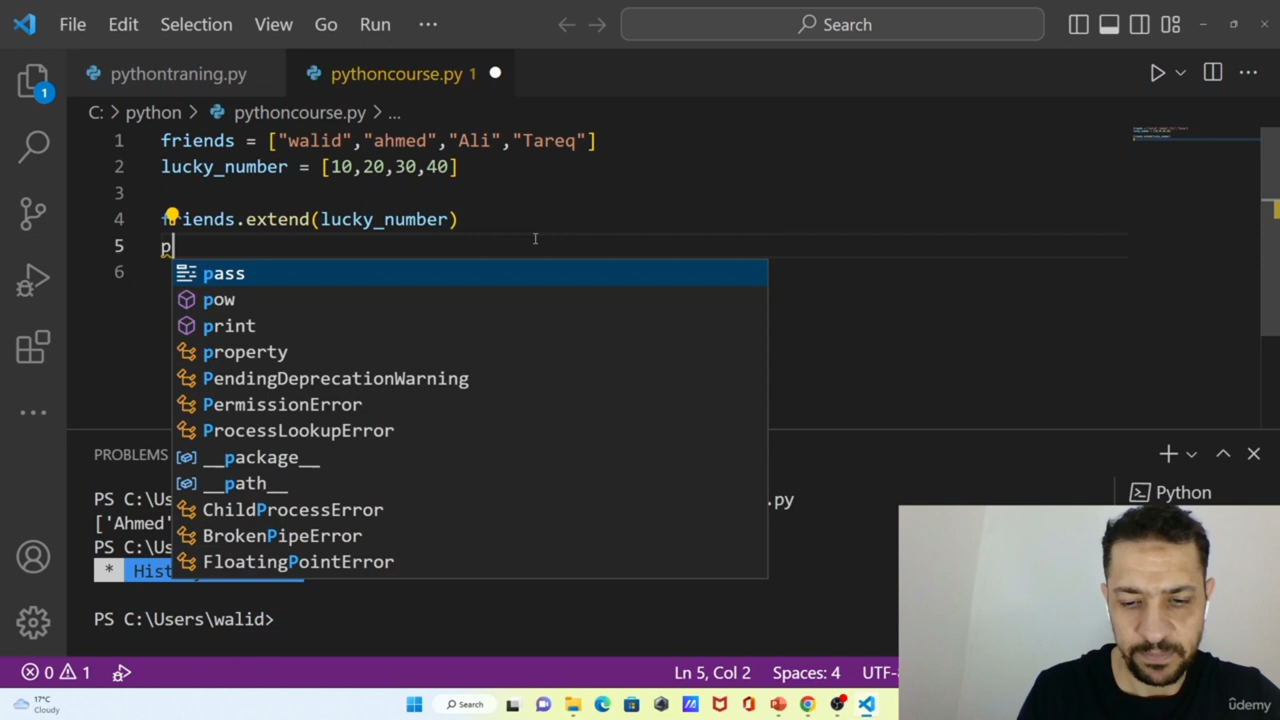 File Edit Selection View Go Run ··· Search
pythontraning.py pythoncourse.py 1
C: > python > pythoncourse.py > ...
1 friends = ["walid","ahmed","Ali","Tareq"]
2 lucky_number = [10,20,30,40]
3
4 friends.extend(lucky_number)
5 p
6
pass
pow
print
property
PendingDeprecationWarning
PermissionError
ProcessLookupError
__package__
__path__
ChildProcessError
BrokenPipeError
FloatingPointError
1
PROBLEMS
PS C:\Us .py
['Ahmed'
PS C:\Us
* Hist
PS C:\Users\walid>
Python
0 1 Ln 5, Col 2 Spaces: 4 UTF-
17°C
Cloudy
Search
udemy